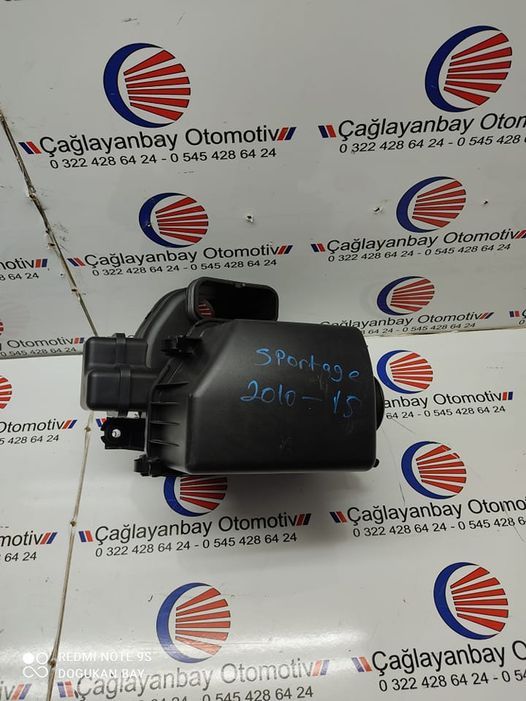 Çağlayanbay Otomotiv
0 322 428 64 24 - 0 545 428 64 24
Çağlayanbay Otomotiv
0 322 428 64 24 - 0 545
Çağlayanbay Otomotiv
0 322 428 64 24 - 0 545 428 64 24
Çağlayanbay Otomotiv
0 322 428 64 24 - 0 545 428
Otomotiv
0 545 428 64 24
Sportage
2010-15
Çağlayanbay Otomotiv
0 322 428 64 24 - 0 545 428 64 24
Çağlayanbay Otomotiv
0 322 428 64 24 - 0 545 428 64
Otomotiv
428 64 24
Çağlayanbay Otomotiv
0 322 428 64 24 - 0 545 428 64 24
Çağlayanbay Otomotiv
0 322 428 64 24 - 0 5
REDMI NOTE 9S
DOGUKAN BAY
Otomotiv